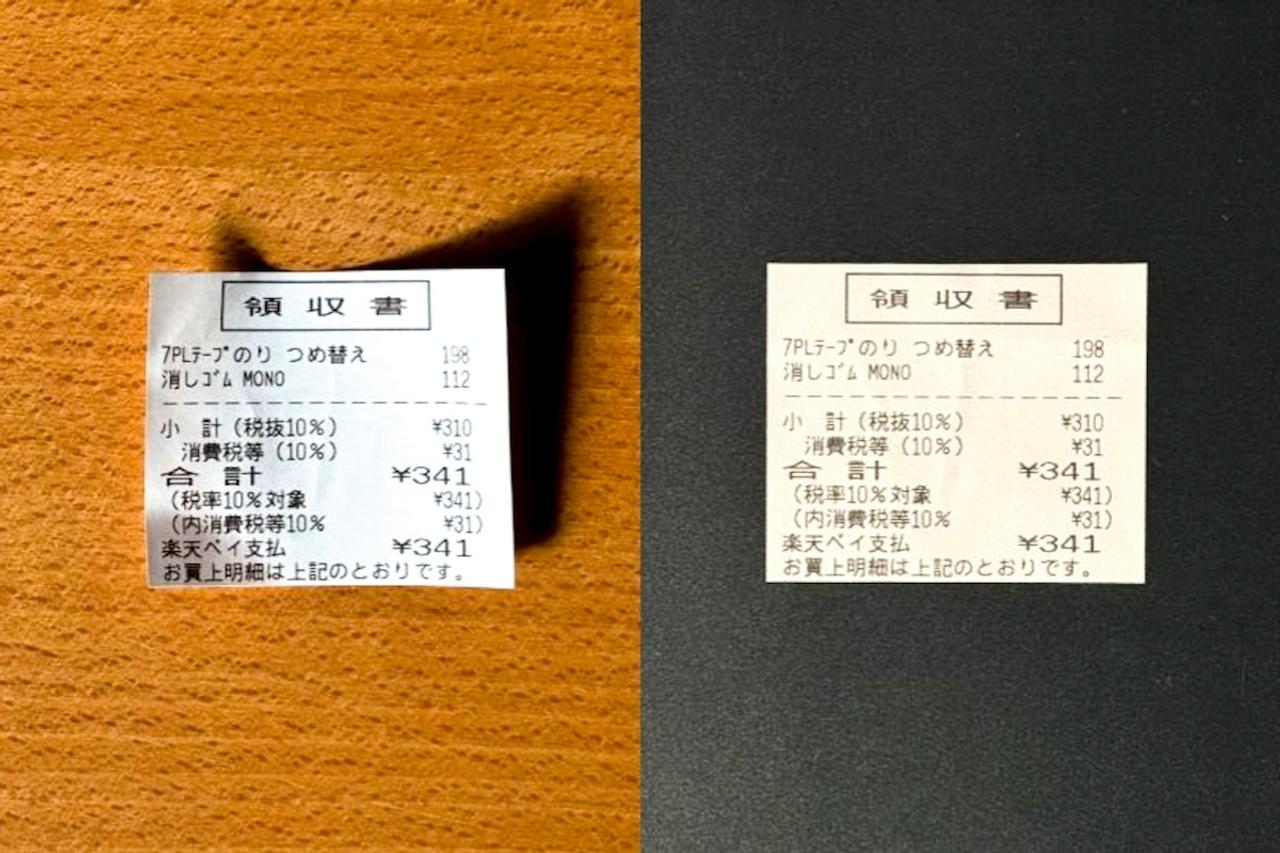 領収書
7PLﾃｰﾌﾟのり つめ替え 198
消しｺﾞﾑ MONO 112
小 計(税抜10%) ¥310
消費税等(10%) ¥31
合 計 ¥341
(税率10%対象 ¥341)
(内消費税等10% ¥31)
楽天ペイ支払 ¥341
お買上明細は上記のとおりです。
領収書
7PLﾃｰﾌﾟのり つめ替え 198
消しｺﾞﾑ MONO 112
小 計(税抜10%) ¥310
消費税等(10%) ¥31
合 計 ¥341
(税率10%対象 ¥341)
(内消費税等10% ¥31)
楽天ペイ支払 ¥341
お買上明細は上記のとおりです。